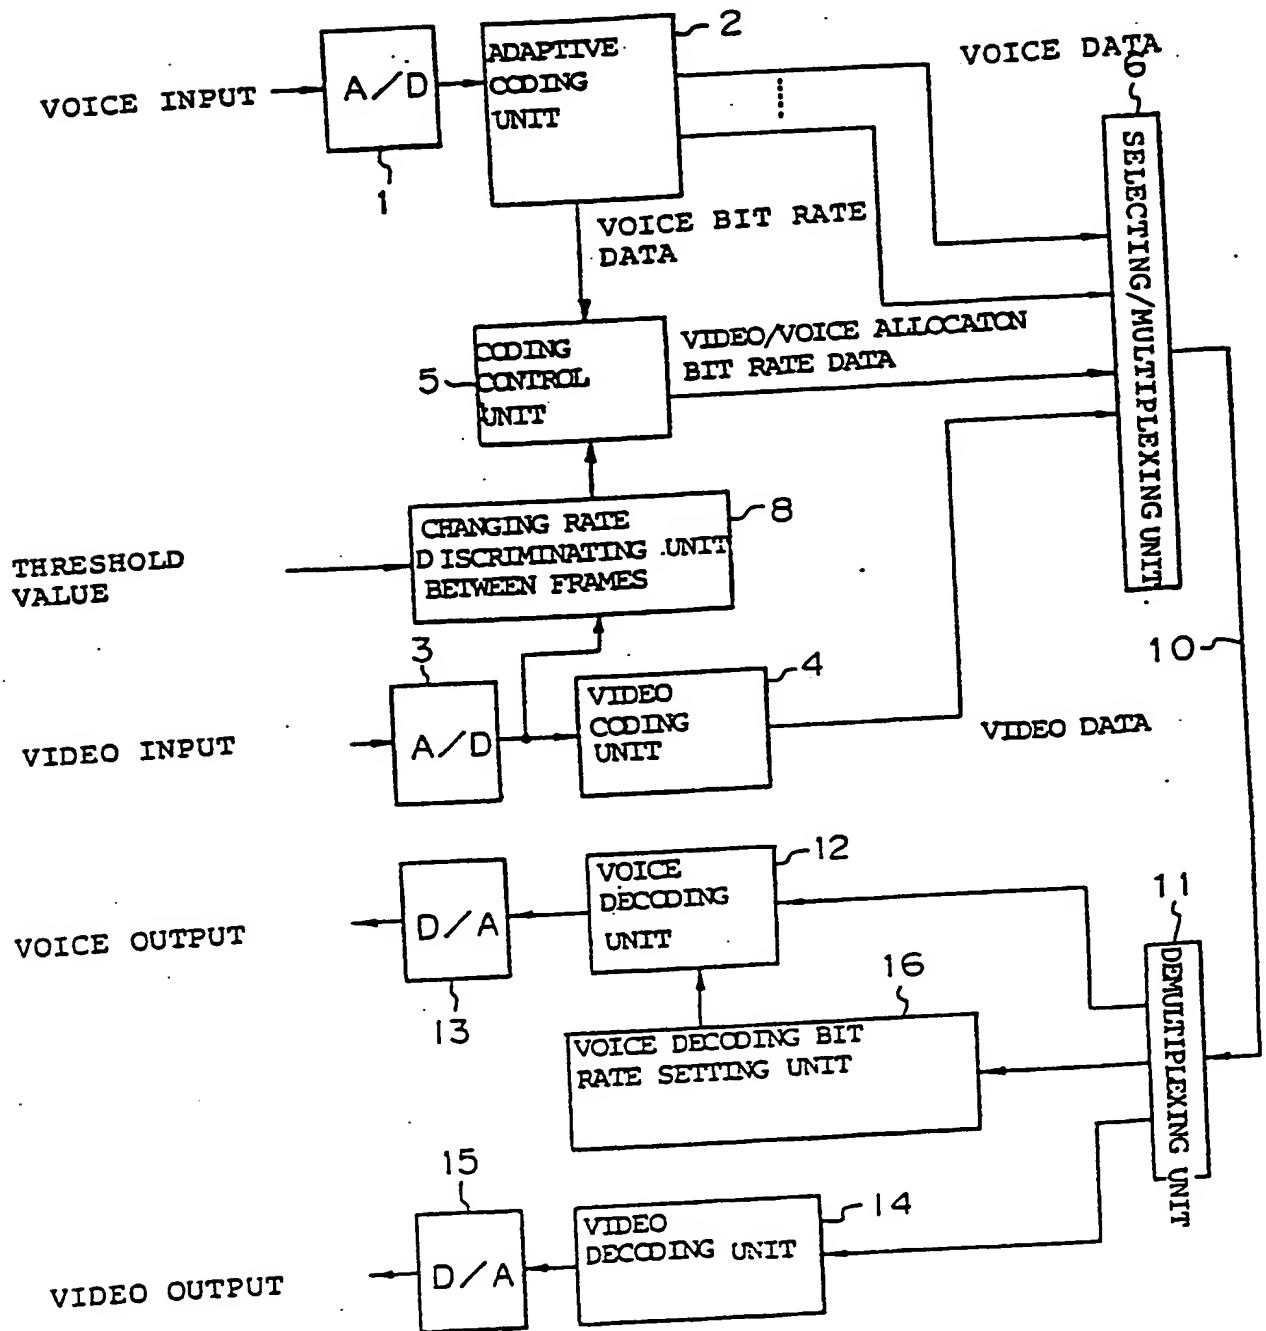 2
ADAPTIVE
CODING
UNIT
VOICE DATA
VOICE INPUT
A/D
1
6
SELECTING/MULTIPLEXING UNIT
VOICE BIT RATE
DATA
5
CODING
CONTROL
UNIT
VIDEO/VOICE ALLOCATON
BIT RATE DATA
8
CHANGING RATE
DISCRIMINATING UNIT
BETWEEN FRAMES
THRESHOLD
VALUE
3
4
10
VIDEO INPUT
A/D
VIDEO
CODING
UNIT
VIDEO DATA
12
VOICE
DECODING
UNIT
11
DEMULTIPLEXING UNIT
VOICE OUTPUT
D/A
13
16
VOICE DECODING BIT
RATE SETTING UNIT
15
14
VIDEO
DECODING UNIT
VIDEO OUTPUT
D/A